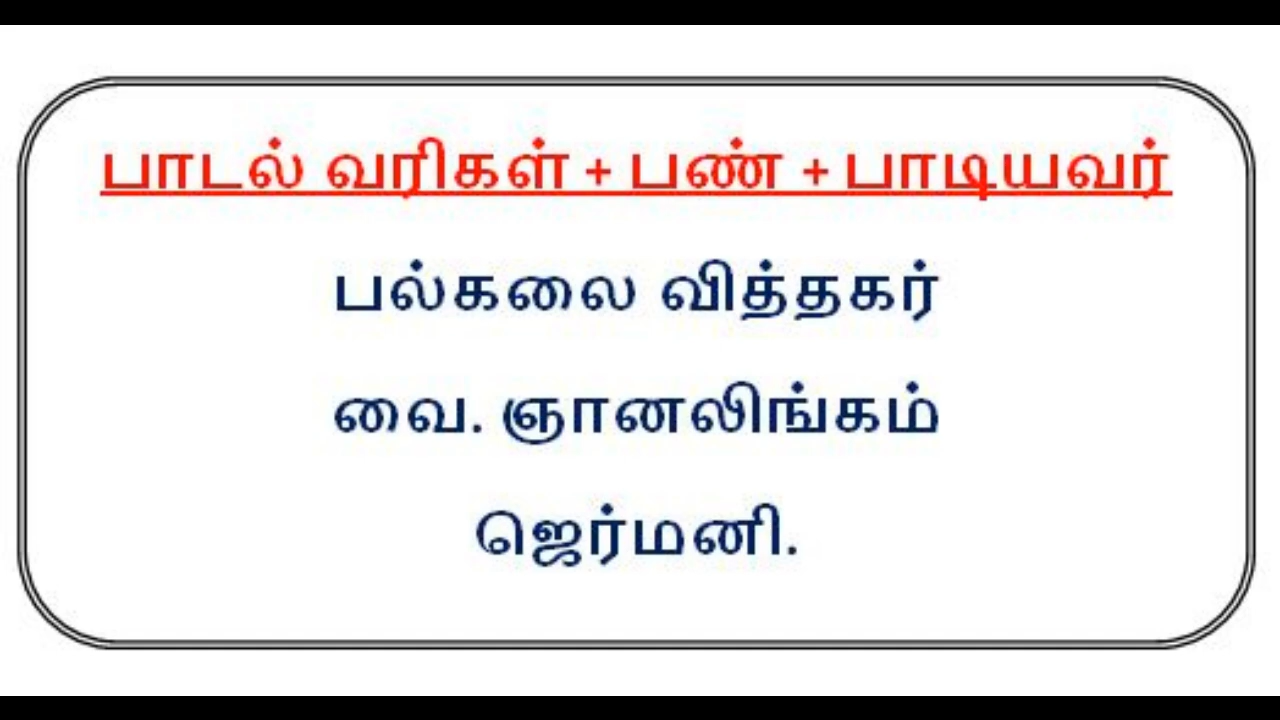 பாடல் வரிகள் + பண் + பாடியவர்
பல்கலை வித்தகர்
வை. ஞானலிங்கம்
ஜெர்மனி.